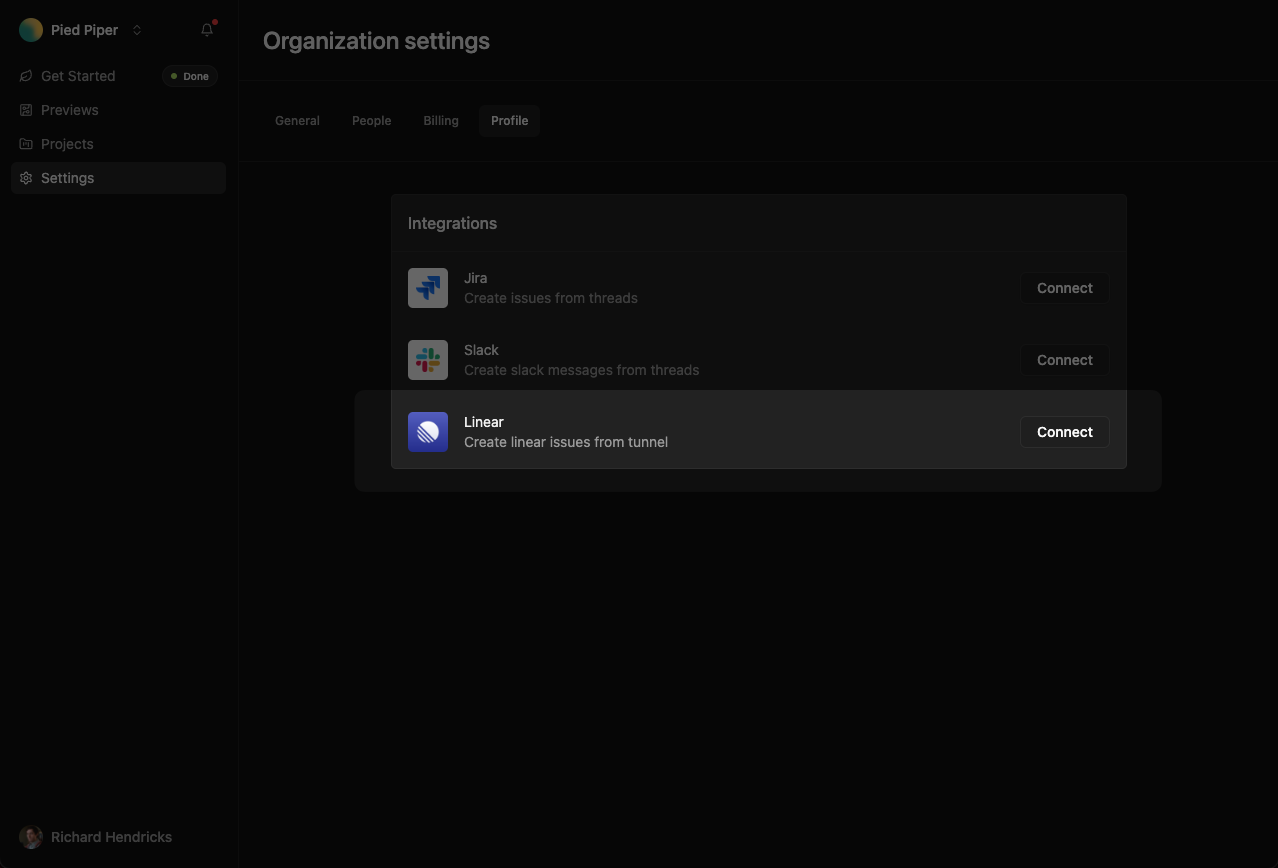 Pied Piper
Get Started
Done
Previews
Projects
Settings
Organization settings
General People Billing Profile
Integrations
Jira
Create issues from threads
Connect
Slack
Create slack messages from threads
Connect
Linear
Create linear issues from tunnel
Connect
Richard Hendricks